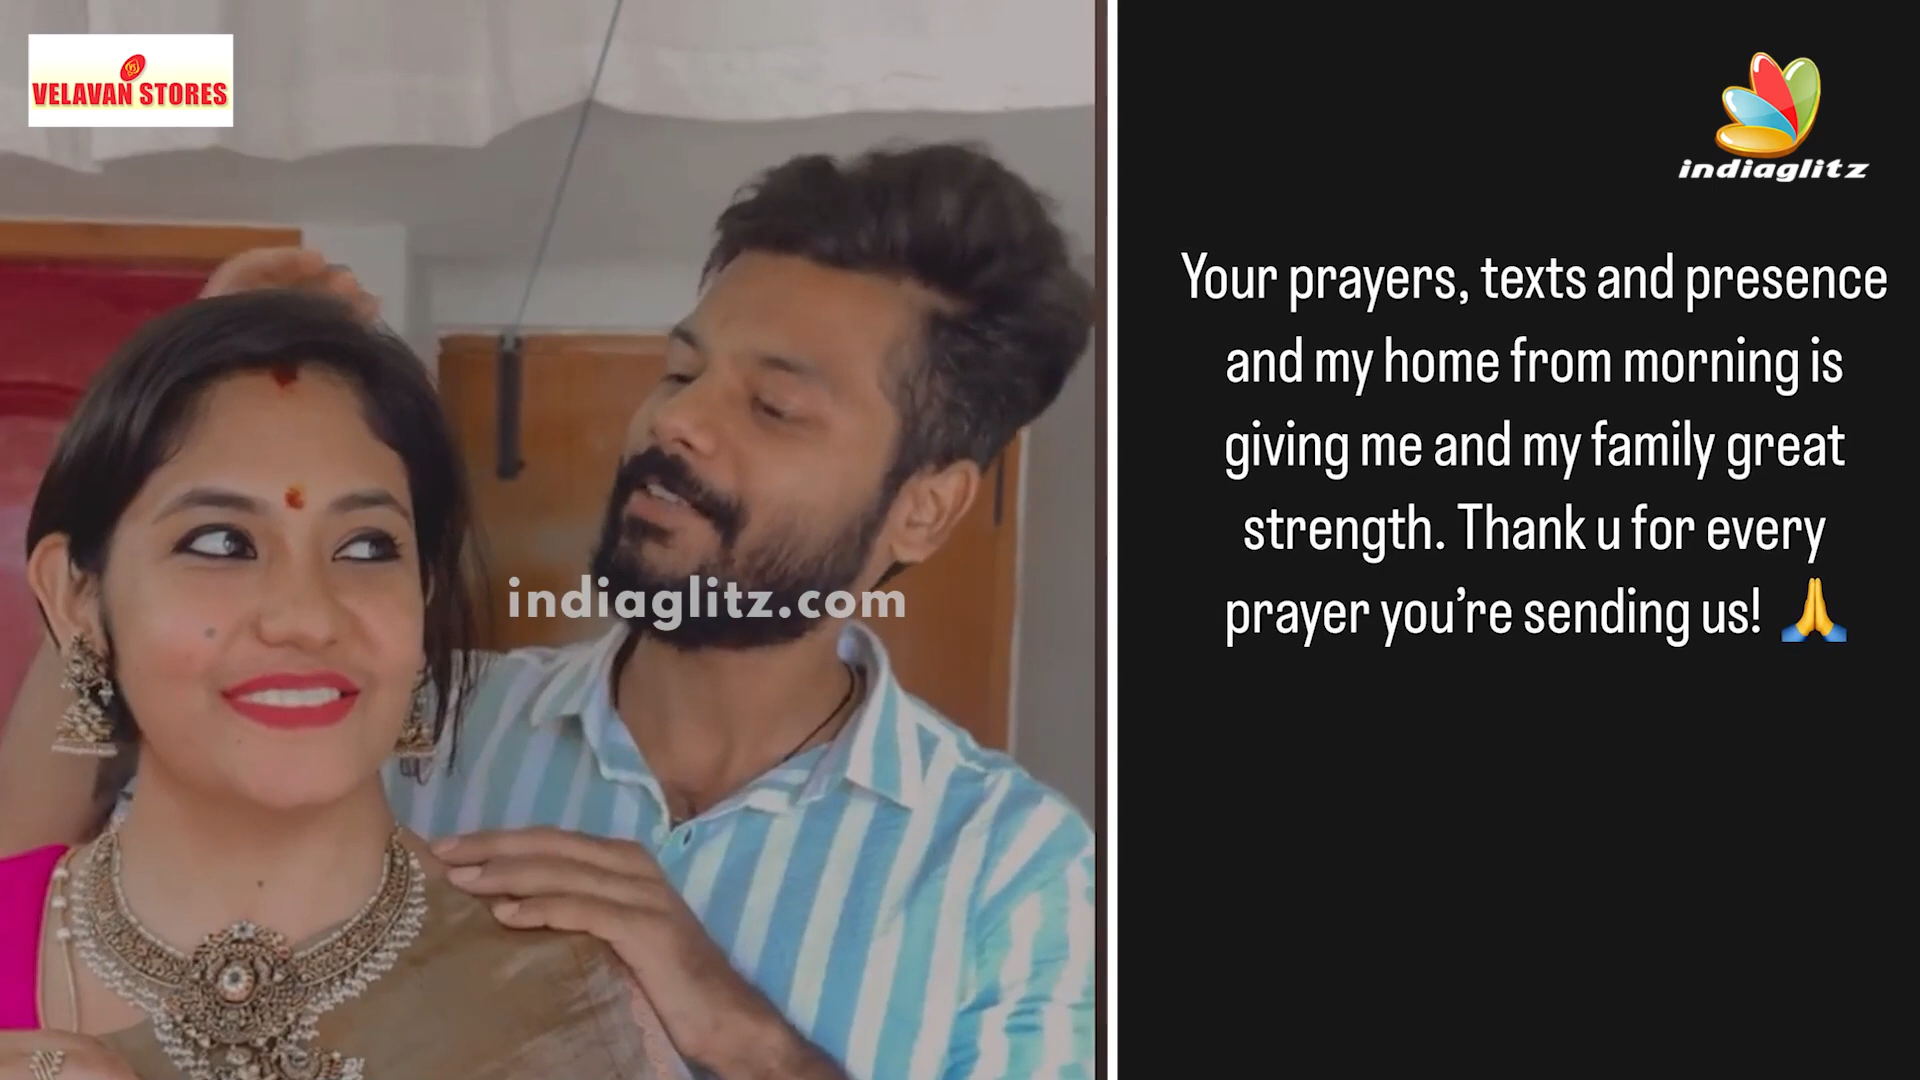 VELAVAN STORES
indiaglitz
Your prayers, texts and presence
and my home from morning is
giving me and my family great
strength. Thank u for every
prayer you're sending us! 🙏
indiaglitz.com